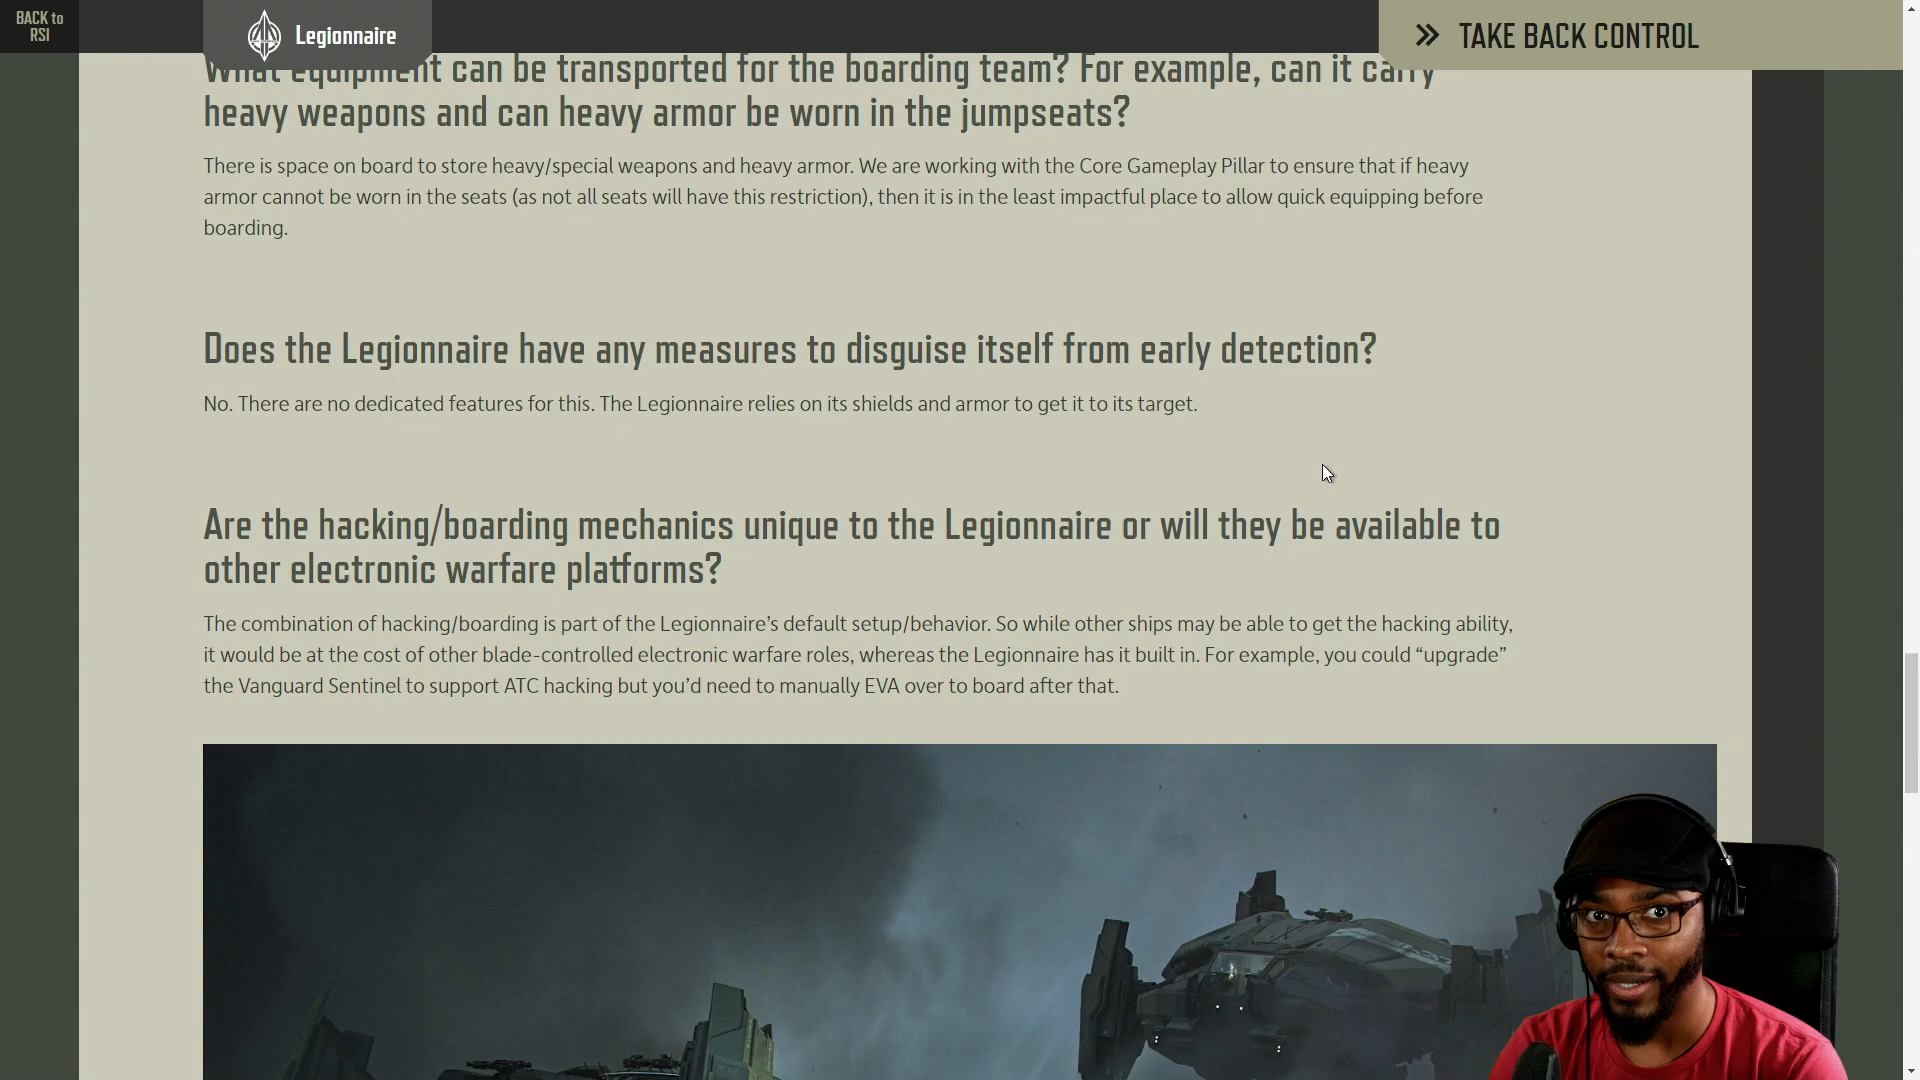 BACK to
RSI
Legionnaire
TAKE BACK CONTROL
What equipment can be transported for the boarding team? For example, can it carry
heavy weapons and can heavy armor be worn in the jumpseats?
There is space on board to store heavy/special weapons and heavy armor. We are working with the Core Gameplay Pillar to ensure that if heavy
armor cannot be worn in the seats (as not all seats will have this restriction), then it is in the least impactful place to allow quick equipping before
boarding.
Does the Legionnaire have any measures to disguise itself from early detection?
No. There are no dedicated features for this. The Legionnaire relies on its shields and armor to get it to its target.
Are the hacking/boarding mechanics unique to the Legionnaire or will they be available to
other electronic warfare platforms?
The combination of hacking/boarding is part of the Legionnaire’s default setup/behavior. So while other ships may be able to get the hacking ability,
it would be at the cost of other blade-controlled electronic warfare roles, whereas the Legionnaire has it built in. For example, you could “upgrade”
the Vanguard Sentinel to support ATC hacking but you’d need to manually EVA over to board after that.